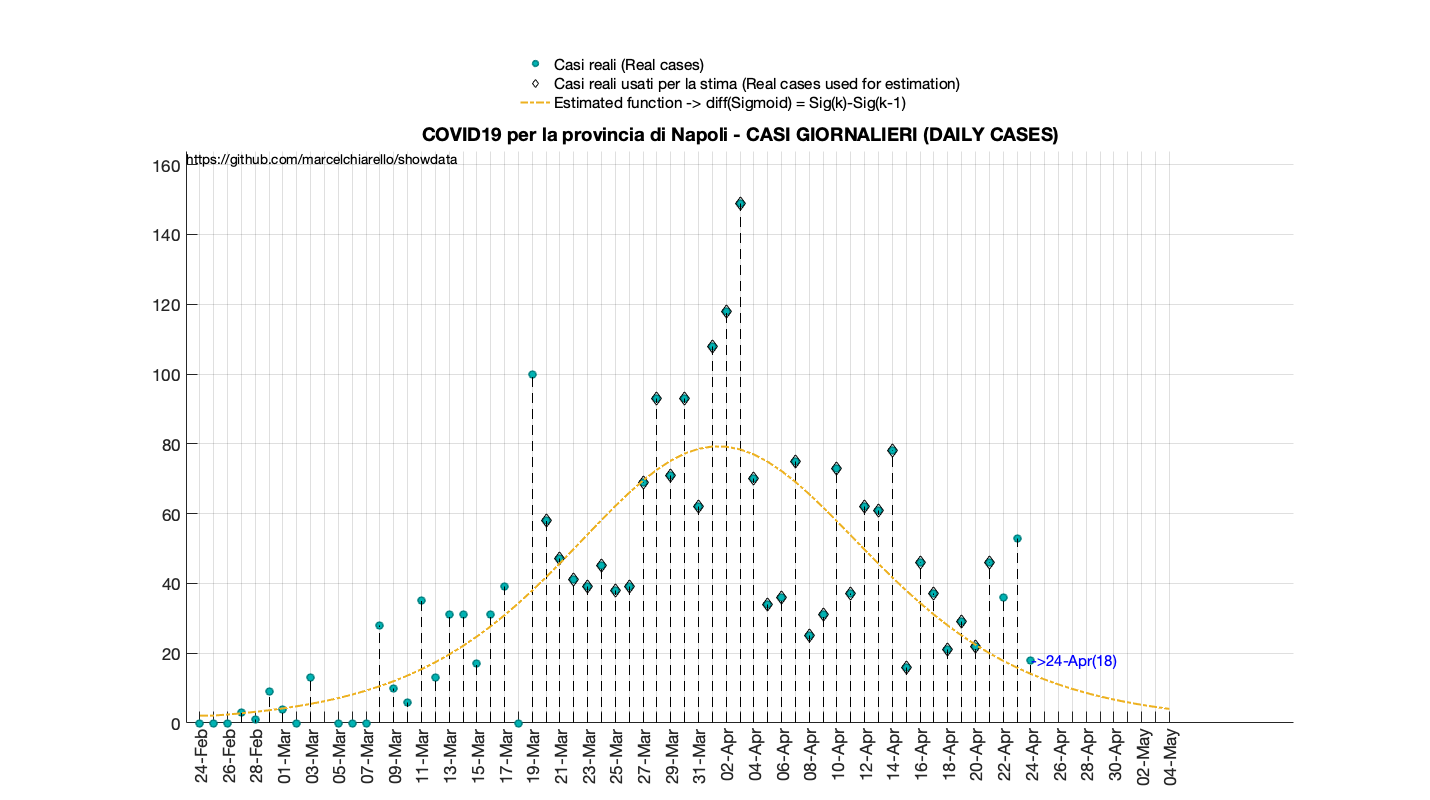 Casi reali (Real cases)
Casi reali usati per la stima (Real cases used for estimation)
Estimated function -> diff(Sigmoid) = Sig(k)-Sig(k-1)
COVID19 per la provincia di Napoli - CASI GIORNALIERI (DAILY CASES)
https://github.com/marcelchiarello/showdata
160
140
120
100
80
60
40
20
0
->24-Apr(18)
24-Feb
26-Feb
28-Feb
01-Mar
03-Mar
05-Mar
07-Mar
09-Mar
11-Mar
13-Mar
15-Mar
17-Mar
19-Mar
21-Mar
23-Mar
25-Mar
27-Mar
29-Mar
31-Mar
02-Apr
04-Apr
06-Apr
08-Apr
10-Apr
12-Apr
14-Apr
16-Apr
18-Apr
20-Apr
22-Apr
24-Apr
26-Apr
28-Apr
30-Apr
02-May
04-May